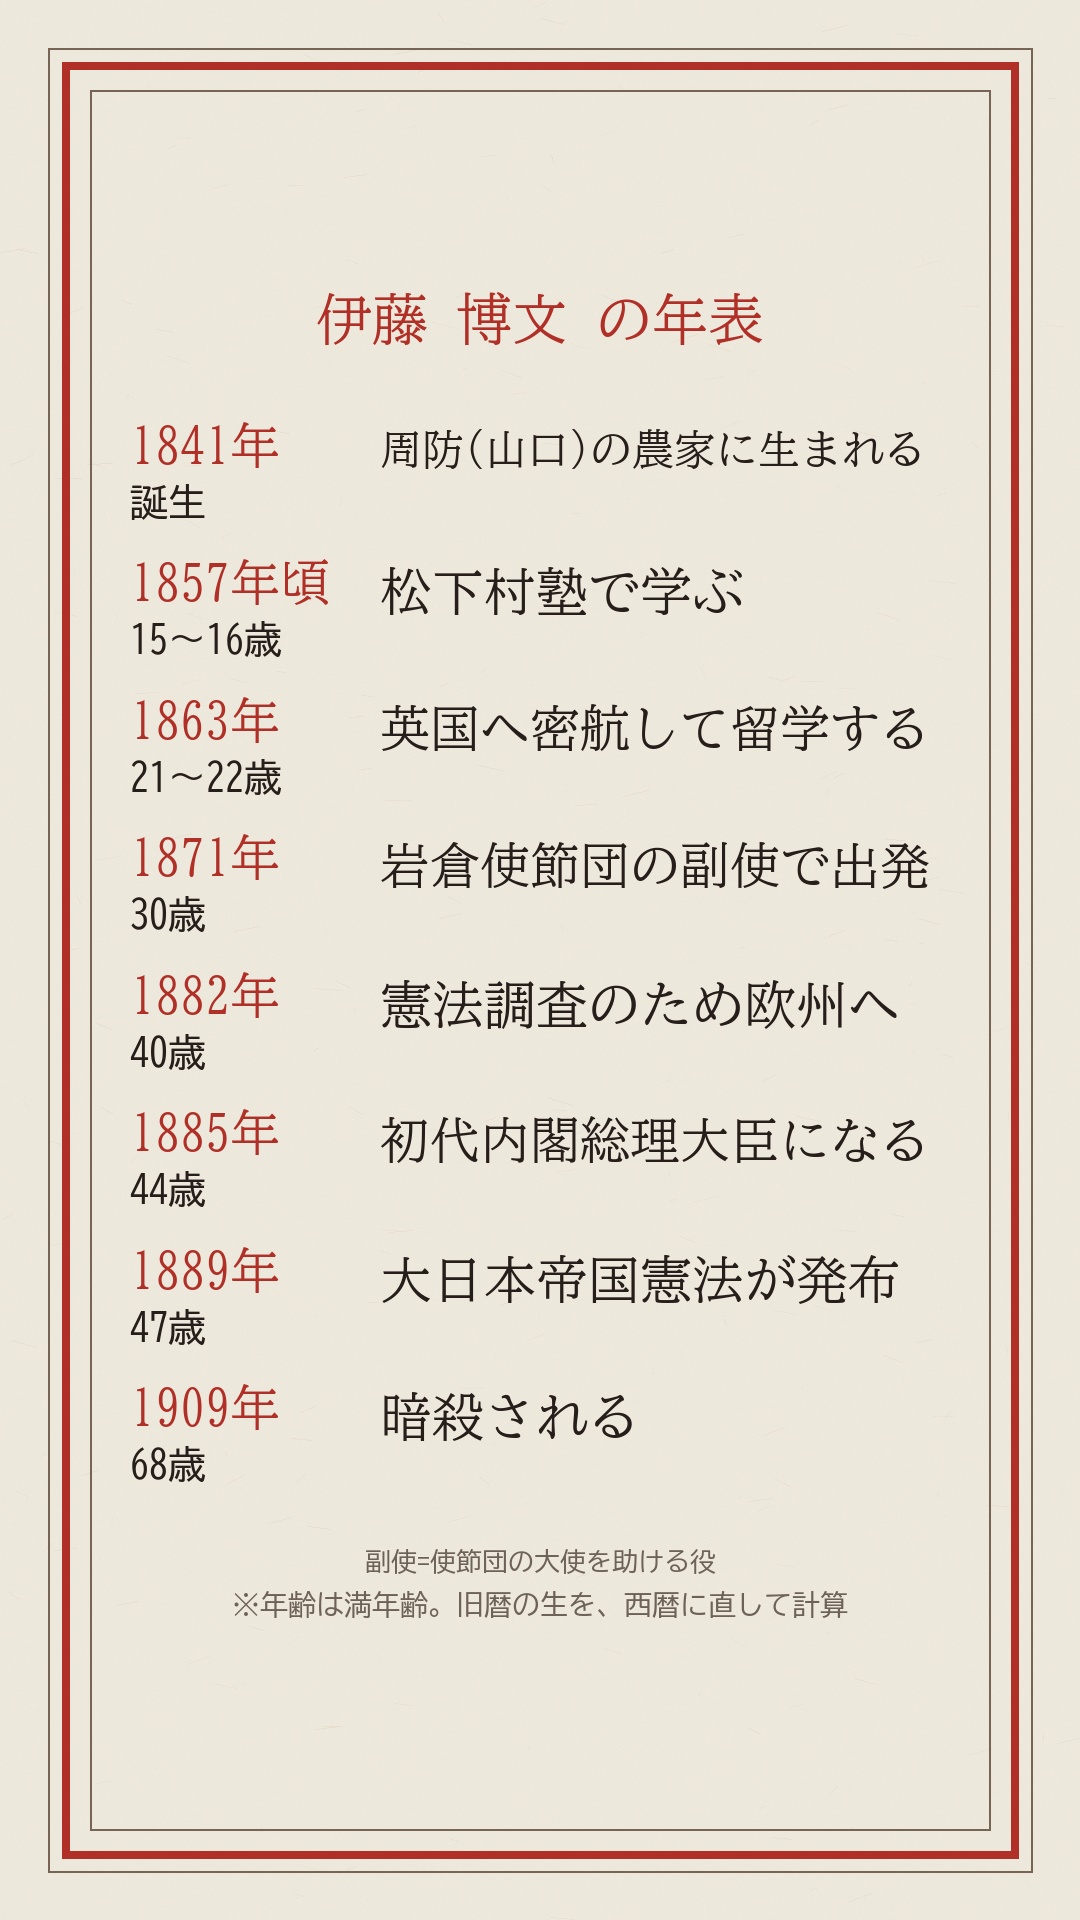 伊藤 博文 の年表
1841年
誕生
周防(山口)の農家に生まれる
1857年頃
15～16歳
松下村塾で学ぶ
1863年
21～22歳
英国へ密航して留学する
1871年
30歳
岩倉使節団の副使で出発
1882年
40歳
憲法調査のため欧州へ
1885年
44歳
初代内閣総理大臣になる
1889年
47歳
大日本帝国憲法が発布
1909年
68歳
暗殺される
副使=使節団の大使を助ける役
※年齢は満年齢。旧暦の生を、西暦に直して計算